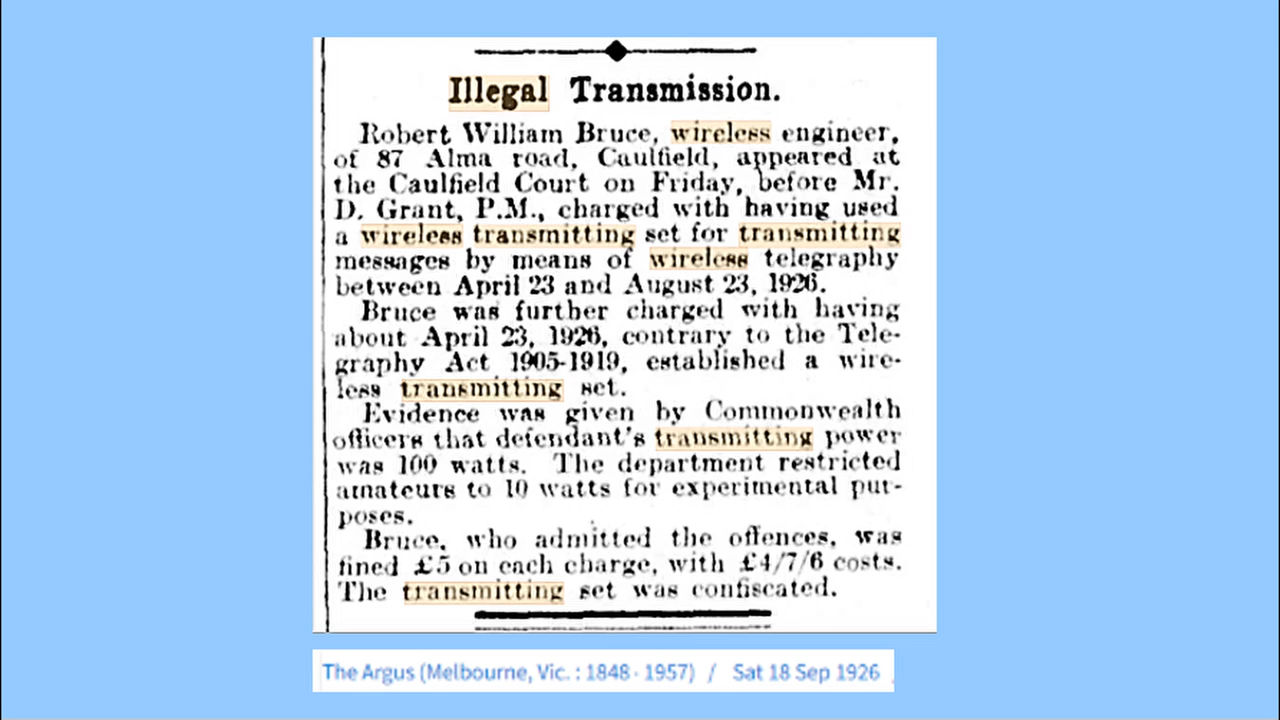 Illegal Transmission.
Robert William Bruce, wireless engineer,
of 87 Alma road, Caulfield, appeared at
the Caulfield Court on Friday, before Mr.
D. Grant, P.M., charged with having used
a wireless transmitting set for transmitting
messages by means of wireless telegraphy
between April 23 and August 23, 1926.
Bruce was further charged with having
about April 23, 1926, contrary to the Tele-
graphy Act 1905-1919, established a wire-
less transmitting set.
Evidence was given by Commonwealth
officers that defendant's transmitting power
was 100 watts. The department restricted
amateurs to 10 watts for experimental pur-
poses.
Bruce, who admitted the offences, was
fined £5 on each charge, with £4/7/6 costs.
The transmitting set was confiscated.
The Argus (Melbourne, Vic. : 1848 - 1957) / Sat 18 Sep 1926